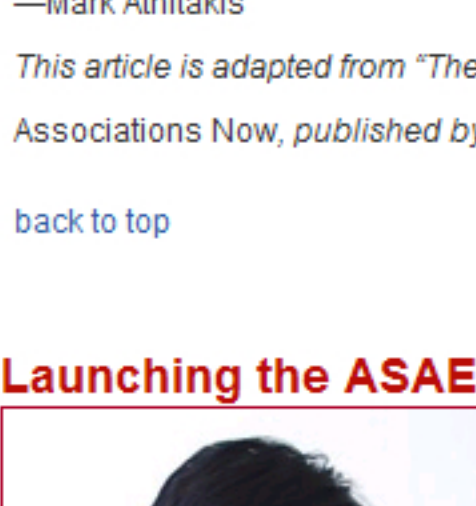 —Mark Athitakis
This article is adapted from “The
Associations Now, published by
back to top
Launching the ASAE